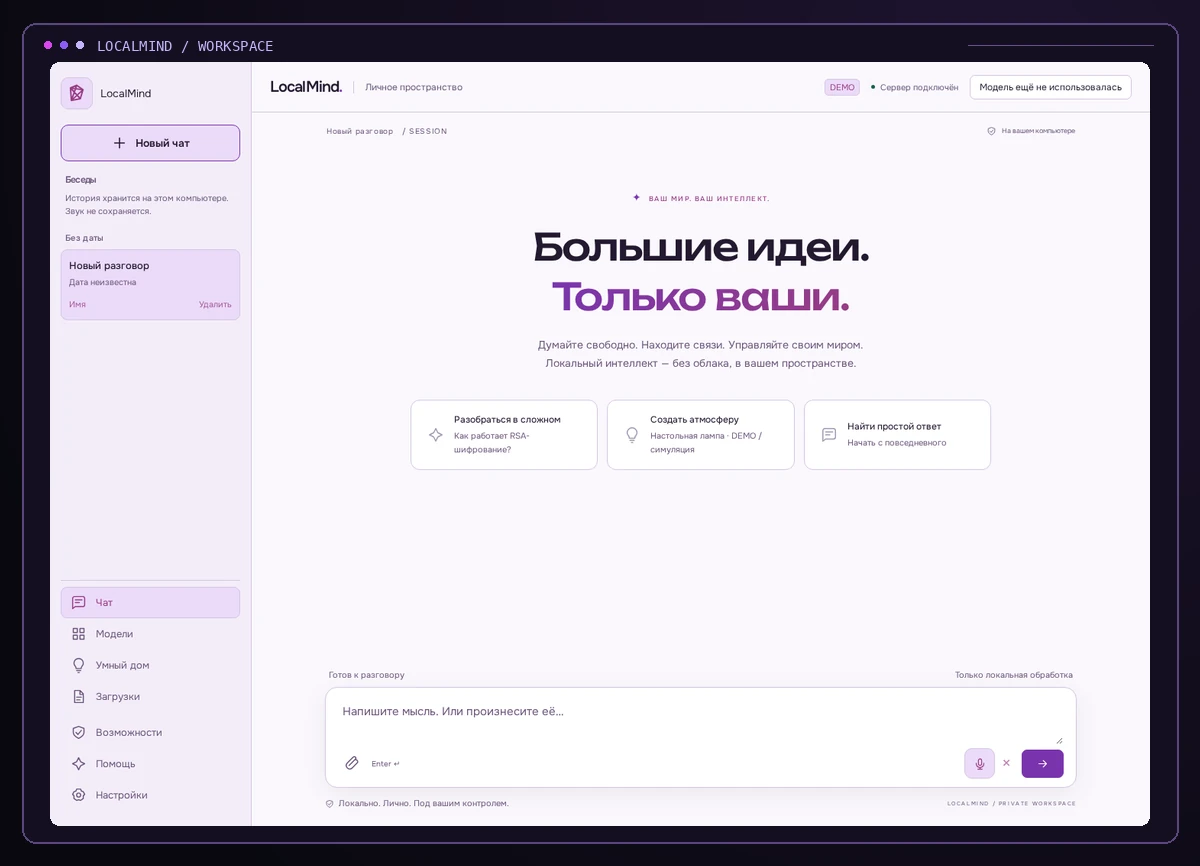 LOCALMIND / WORKSPACE
LocalMind
Новый чат
Беседы
История хранится на этом компьютере.
Звук не сохраняется.
Без даты
Новый разговор
Дата неизвестна
Имя Удалить
Чат
Модели
Умный дом
Загрузки
Возможности
Помощь
Настройки
LocalMind. Личное пространство
DEMO Сервер подключён Модель ещё не использовалась
Новый разговор / SESSION
На вашем компьютере
ВАШ МИР. ВАШ ИНТЕЛЛЕКТ.
Большие идеи.
Только ваши.
Думайте свободно. Находите связи. Управляйте своим миром.
Локальный интеллект — без облака, в вашем пространстве.
Разобраться в сложном
Как работает RSA-
шифрование?
Создать атмосферу
Настольная лампа · DEMO /
симуляция
Найти простой ответ
Начать с повседневного
Готов к разговору
Только локальная обработка
Напишите мысль. Или произнесите её…
Enter ↵
Локально. Лично. Под вашим контролем.
LOCALMIND / PRIVATE WORKSPACE